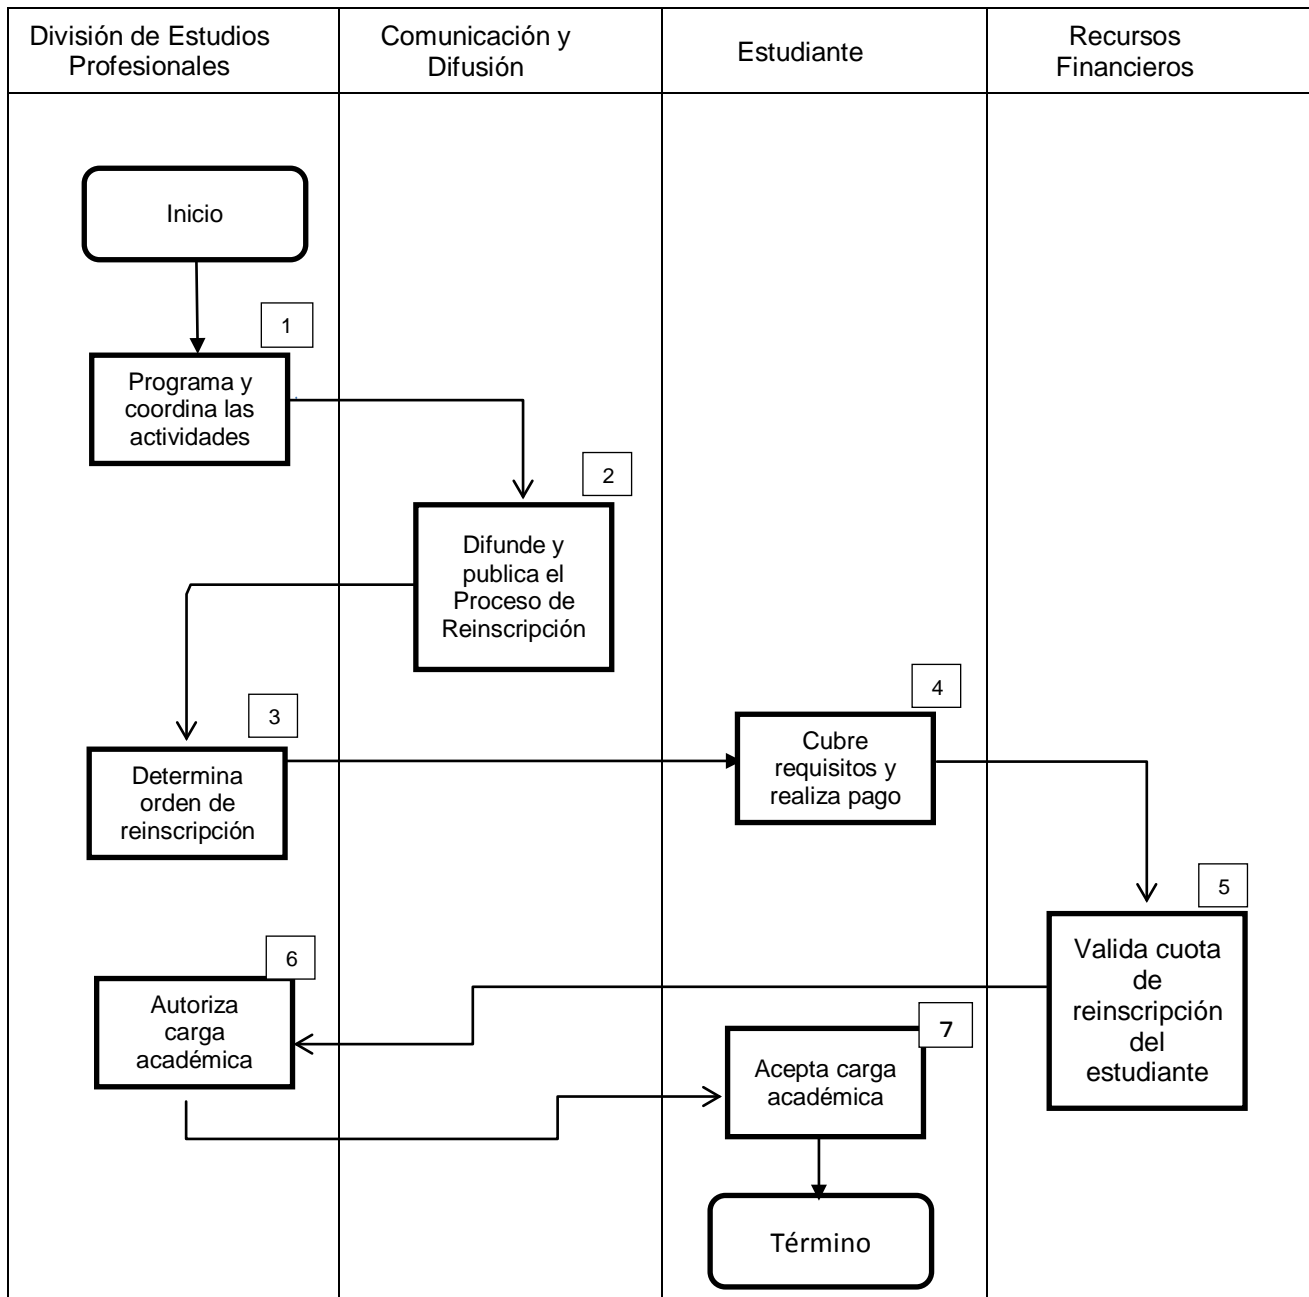 División de Estudios
Profesionales
Comunicación y
Difusión
Estudiante
Recursos
Financieros
Inicio
1
Programa y
coordina las
actividades
2
Difunde y
publica el
Proceso de
Reinscripción
3
Determina
orden de
reinscripción
4
Cubre
requisitos y
realiza pago
5
Valida cuota
de
reinscripción
del
estudiante
6
Autoriza
carga
académica
7
Acepta carga
académica
Término